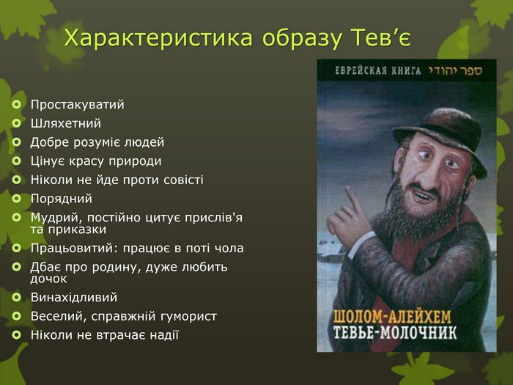 Характеристика образу Тев’є
Простакуватий
Шляхетний
Добре розуміє людей
Цінує красу природи
Ніколи не йде проти совісті
Порядний
Мудрий, постійно цитує прислів'я
та приказки
Працьовитий: працює в поті чола
Дбає про родину, дуже любить
дочок
Винахідливий
Веселий, справжній гуморист
Ніколи не втрачає надії
ЕВРЕЙСКАЯ КНИГА ספר יהודי
ШОЛОМ-АЛЕЙХЕМ
ТЕВЬЕ-МОЛОЧНИК